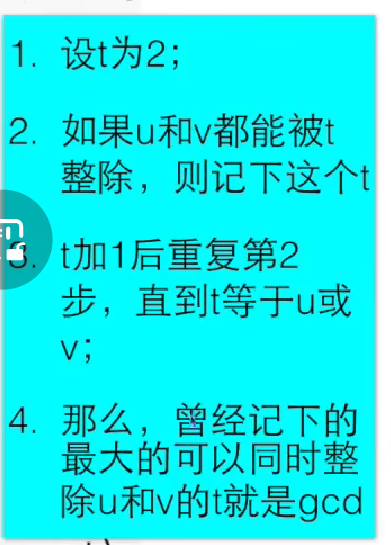 1. 设t为2；
2. 如果u和v都能被t
整除，则记下这个t
3. t加1后重复第2
步，直到t等于u或
v；
4. 那么，曾经记下的
最大的可以同时整
除u和v的t就是gcd